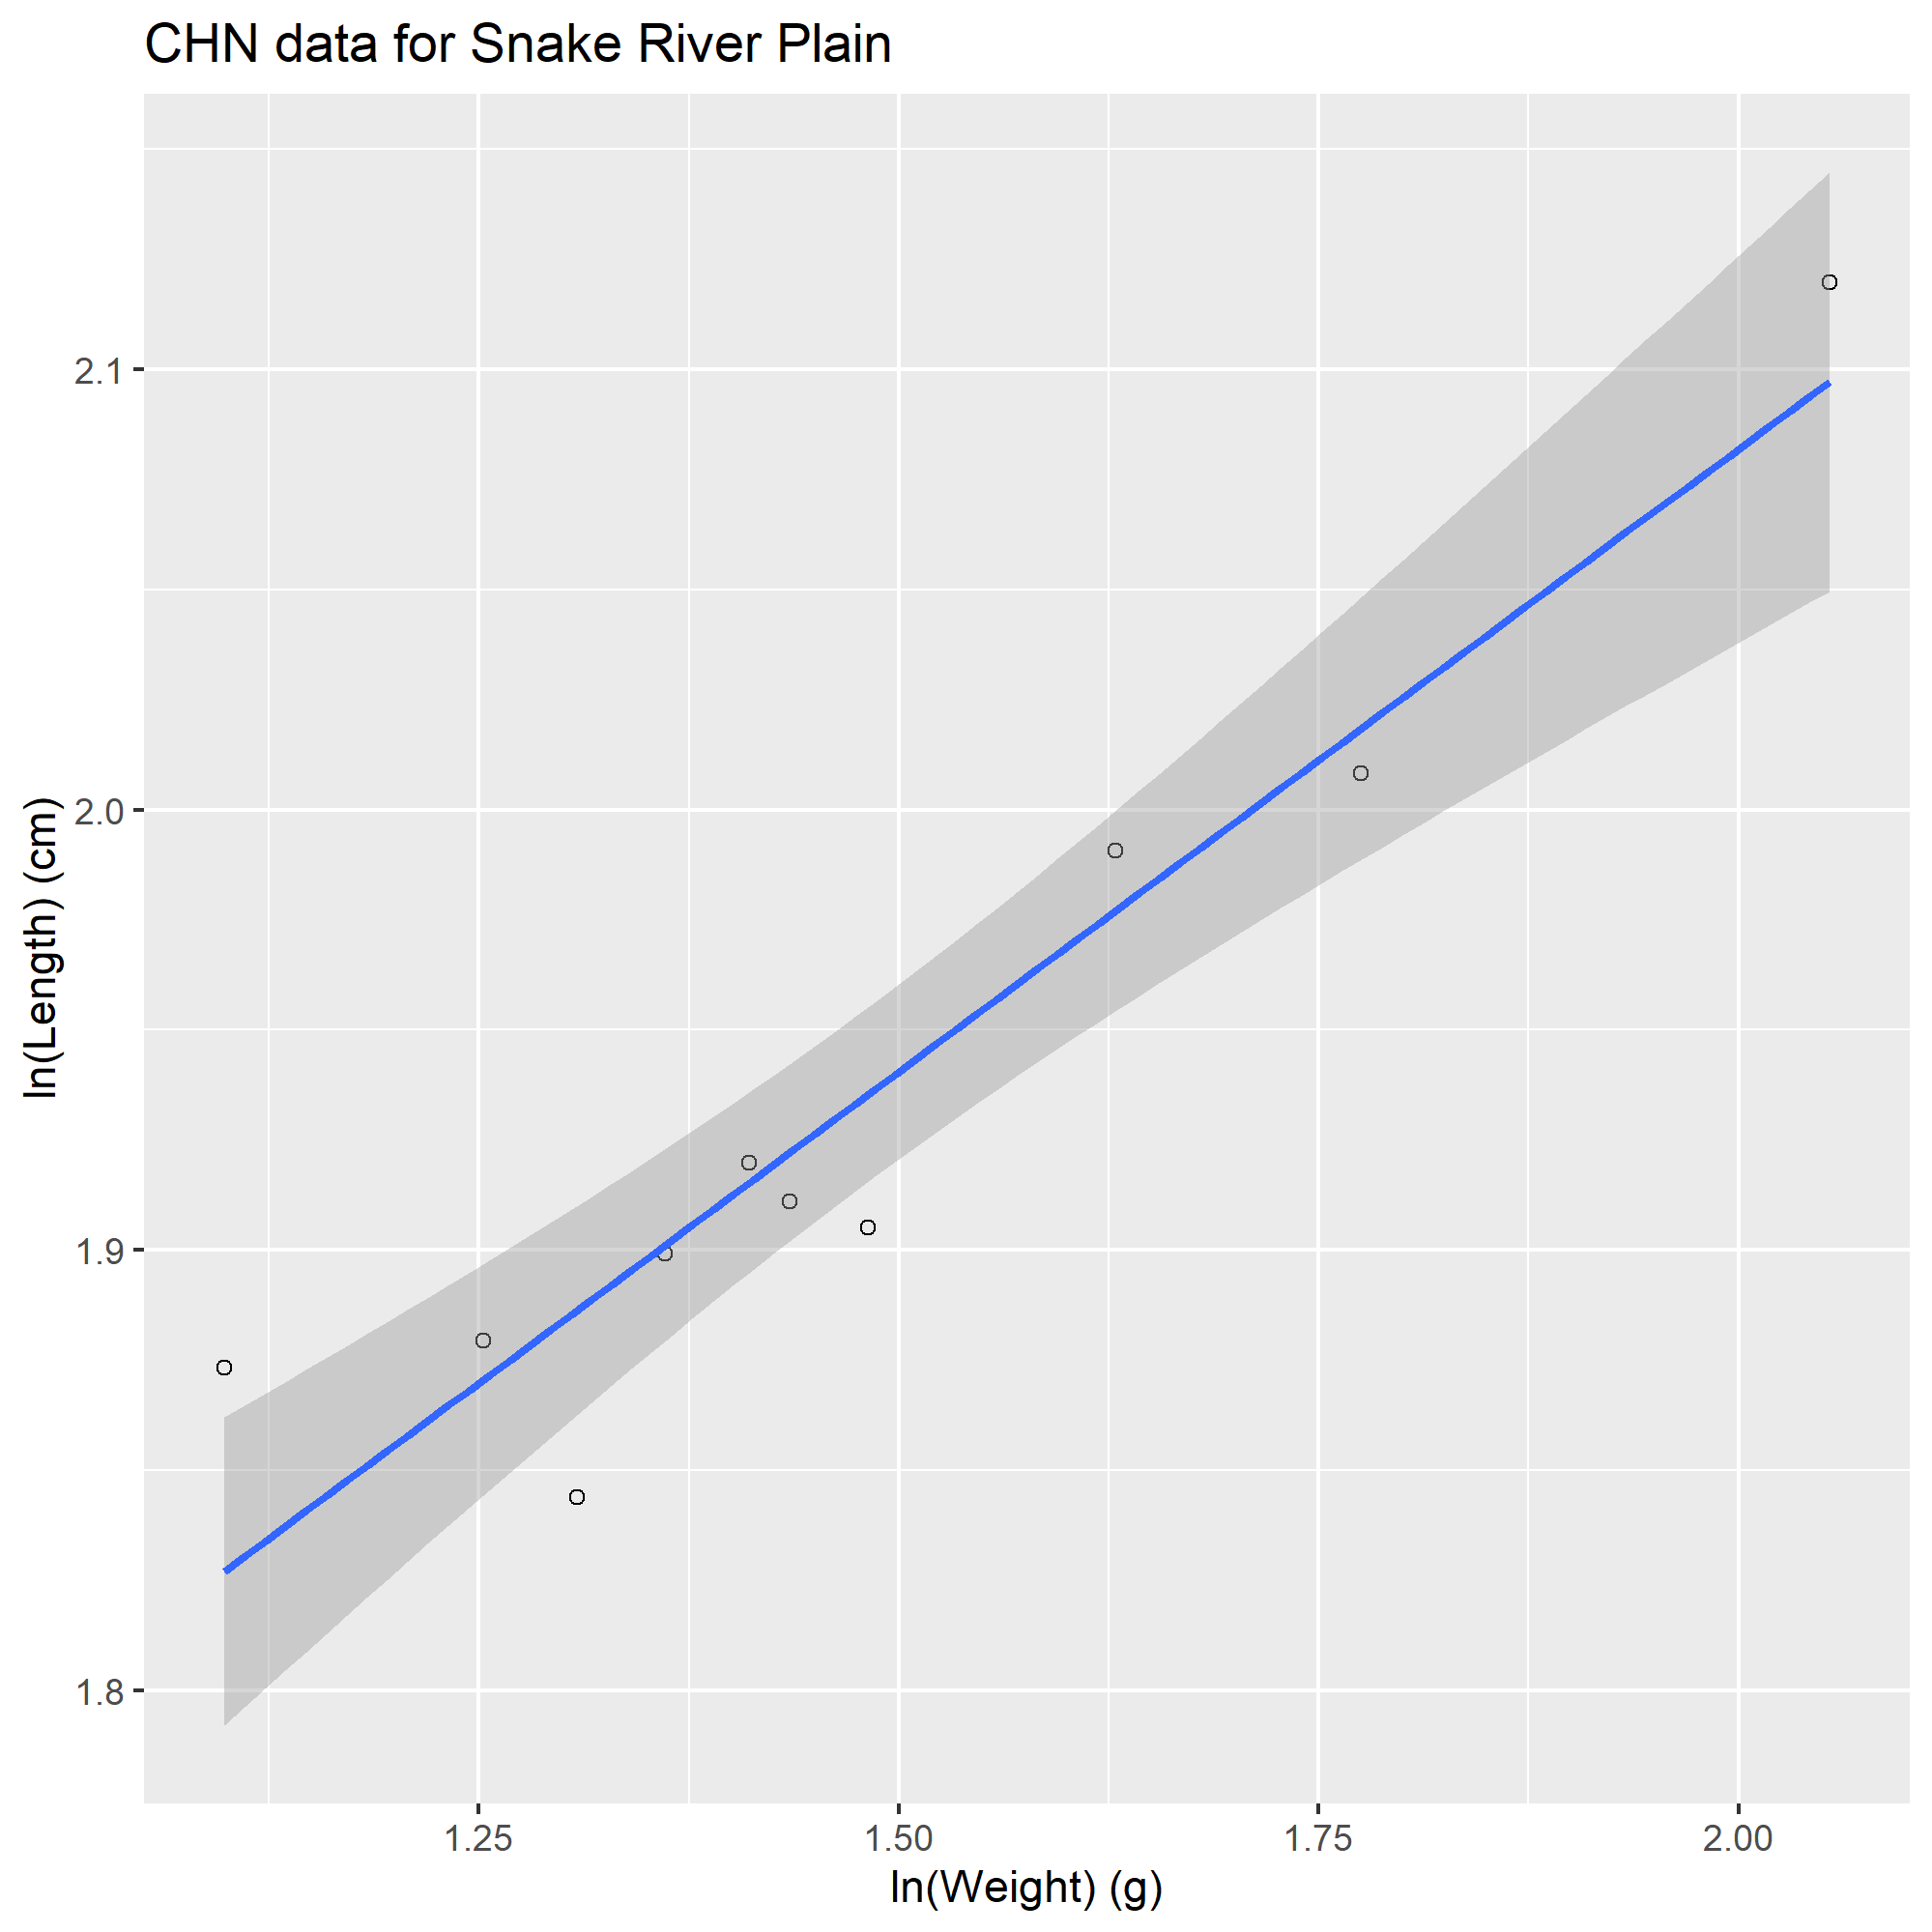 CHN data for Snake River Plain
ln(Length) (cm)
2.1
2.0
1.9
1.8
1.25 1.50 1.75 2.00
ln(Weight) (g)